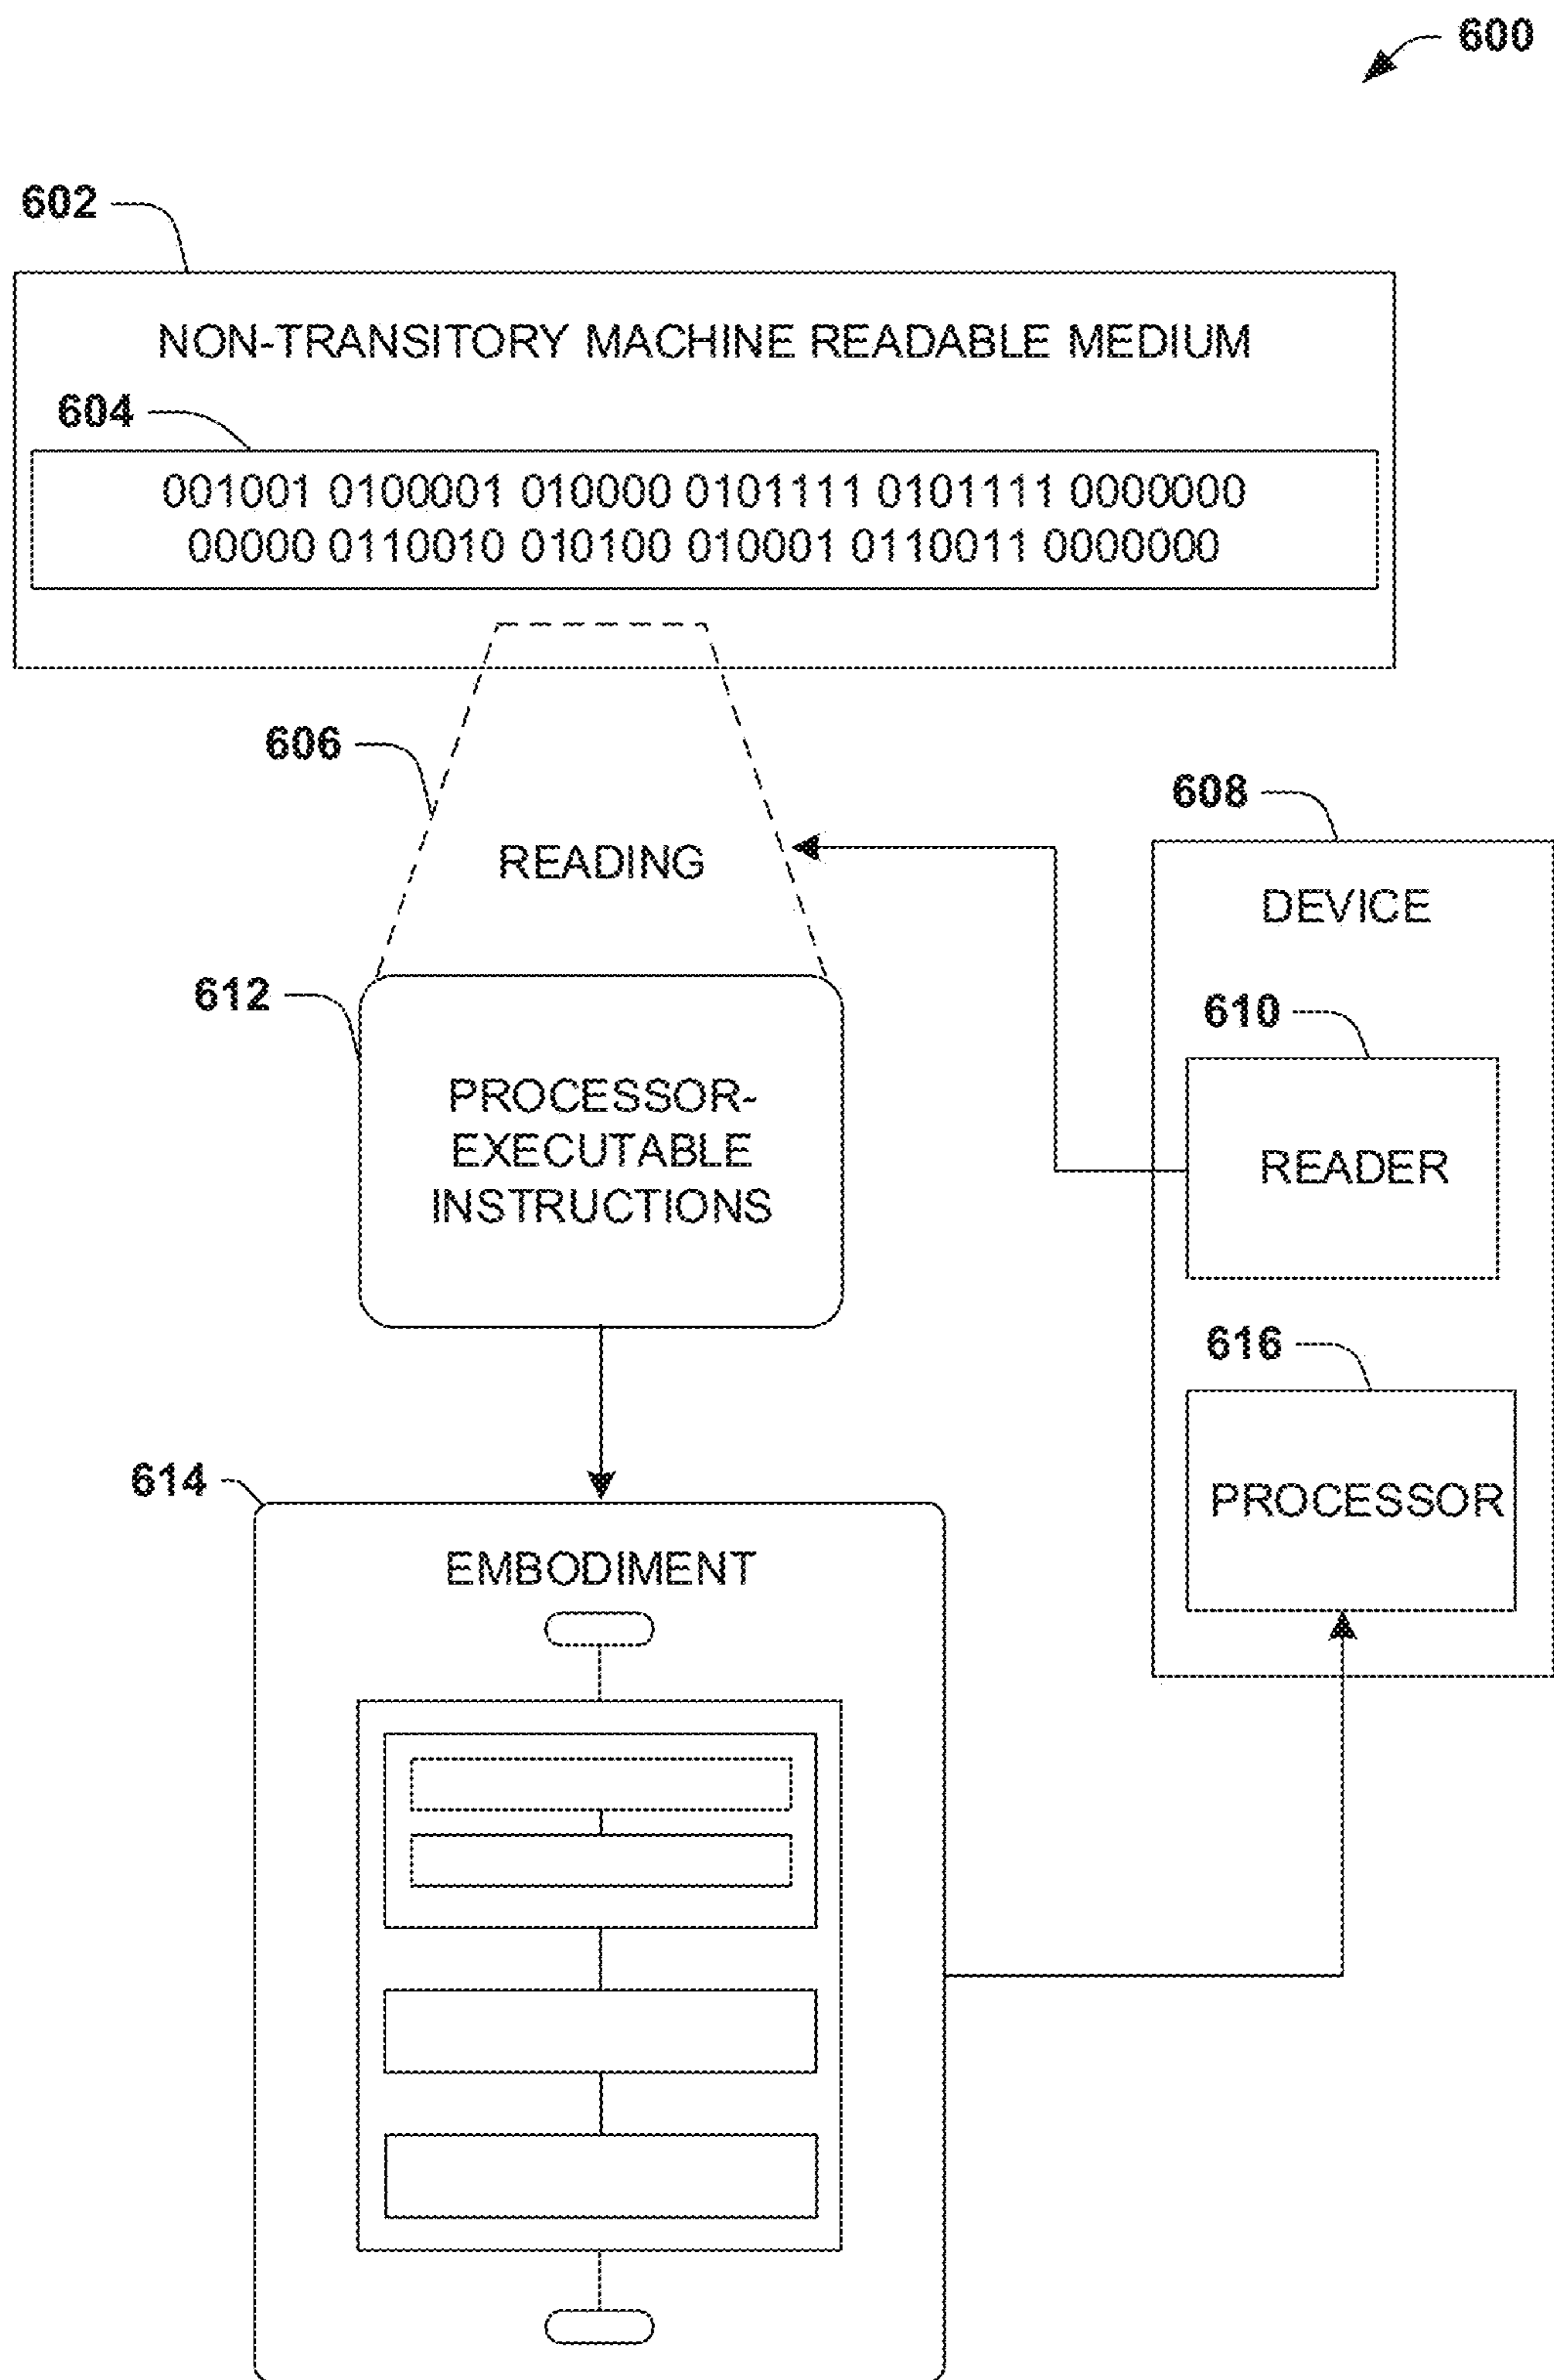 600
602
NON-TRANSITORY MACHINE READABLE MEDIUM
604
001001 0100001 010000 0101111 0101111 0000000
00000 0110010 010100 010001 0110011 0000000
606
READING
608
DEVICE
612
610
PROCESSOR-
EXECUTABLE
INSTRUCTIONS
READER
616
PROCESSOR
614
EMBODIMENT